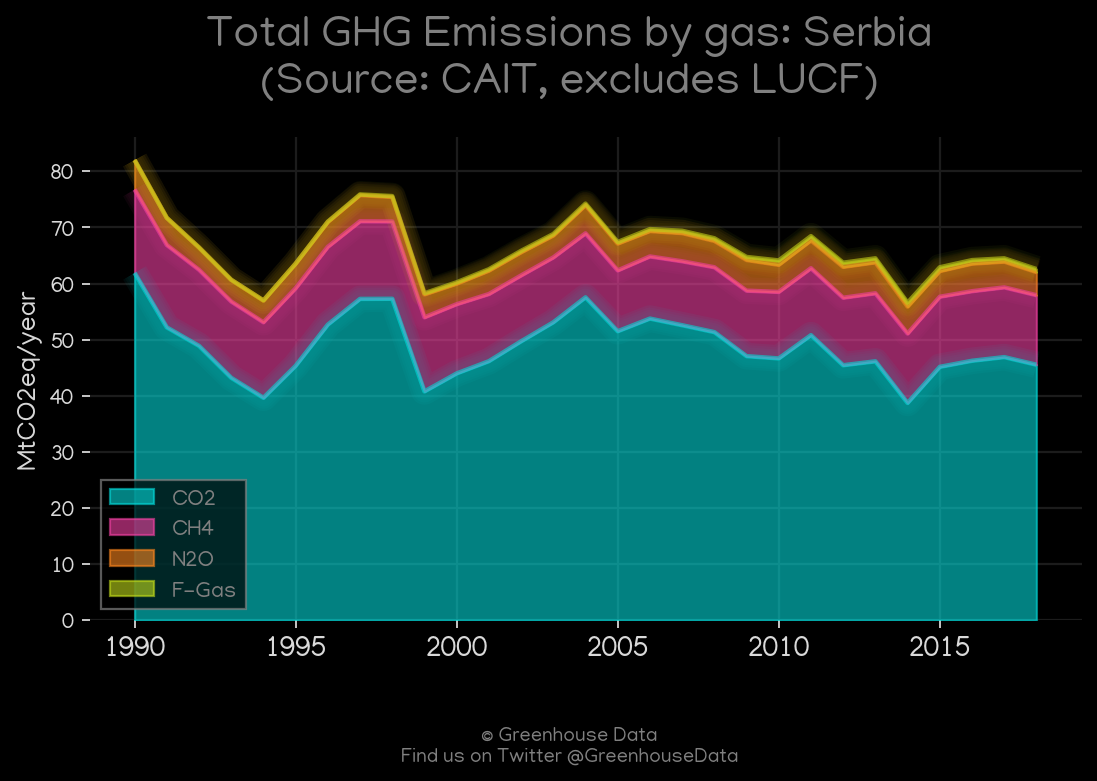 Total GHG Emissions by gas: Serbia
(Source: CAIT, excludes LUCF)
MtCO2eq/year
80
70
60
50
40
30
20
10
0
CO2
CH4
N2O
F-Gas
1990 1995 2000 2005 2010 2015
© Greenhouse Data
Find us on Twitter @GreenhouseData